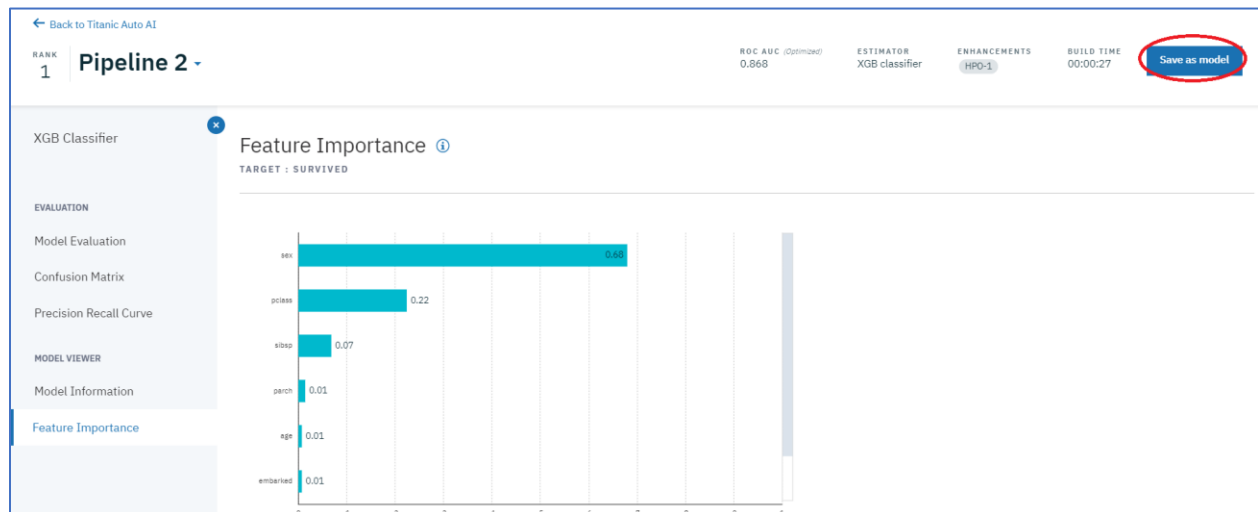 ← Back to Titanic Auto AI
RANK
1
Pipeline 2
ROC AUC (Optimized)
0.868
ESTIMATOR
XGB classifier
ENHANCEMENTS
HPO-1
BUILD TIME
00:00:27
Save as model
XGB Classifier
EVALUATION
Model Evaluation
Confusion Matrix
Precision Recall Curve
MODEL VIEWER
Model Information
Feature Importance
Feature Importance
TARGET : SURVIVED
sex 0.68
pclass 0.22
sibsp 0.07
parch 0.01
age 0.01
embarked 0.01